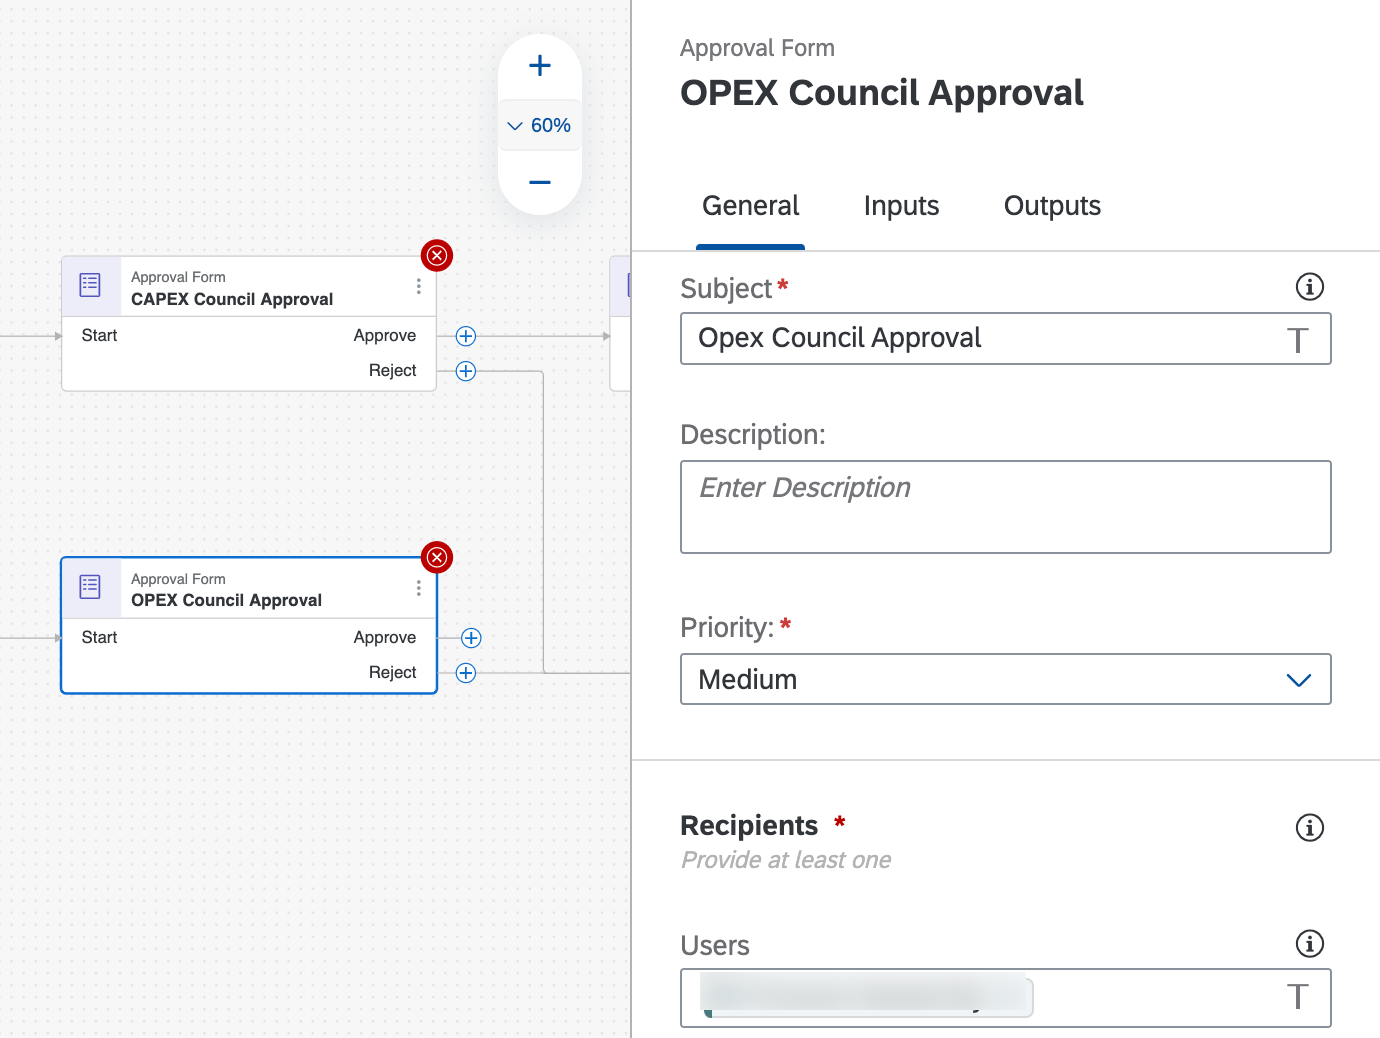 60%
Approval Form
CAPEX Council Approval
Start
Approve
Reject
Approval Form
OPEX Council Approval
Start
Approve
Reject
Approval Form
OPEX Council Approval
General Inputs Outputs
Subject*
Opex Council Approval T
Description:
Enter Description
Priority: *
Medium
Recipients *
Provide at least one
Users
T